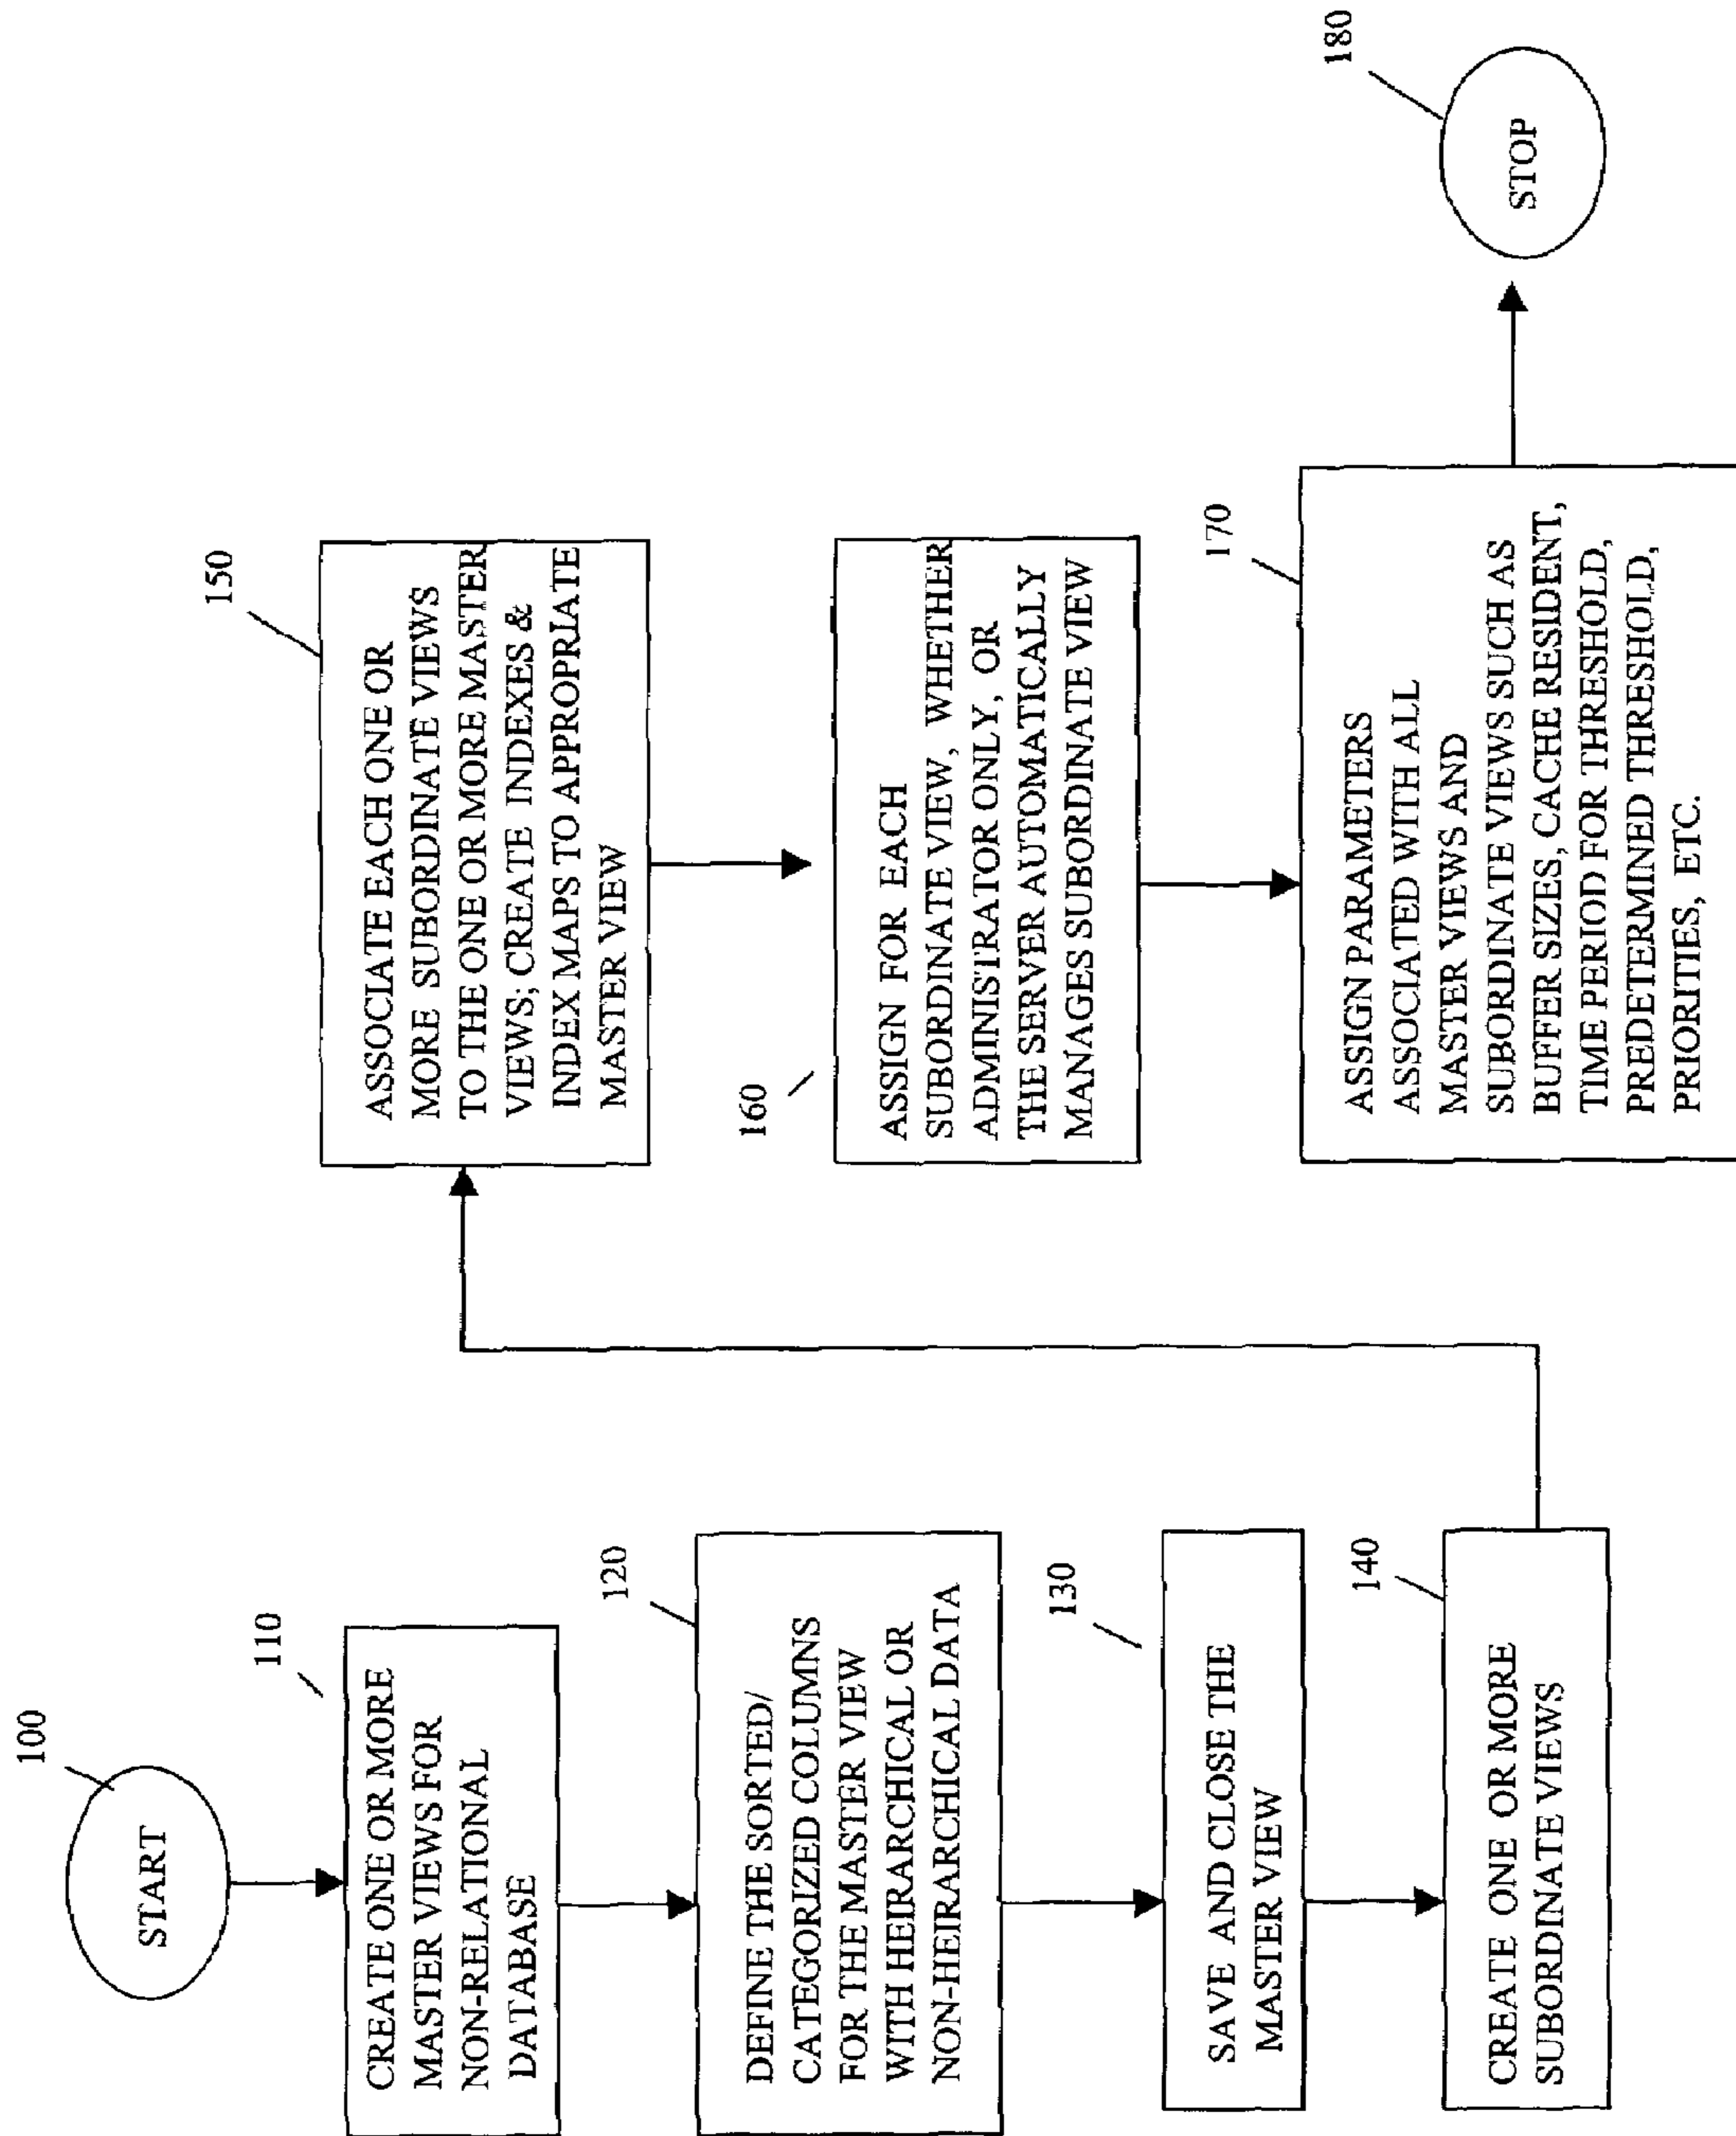 100
START
110
CREATE ONE OR MORE
MASTER VIEWS FOR
NON-RELATIONAL
DATABASE
120
DEFINE THE SORTED/
CATEGORIZED COLUMNS
FOR THE MASTER VIEW
WITH HEIRARCHICAL OR
NON-HEIRARCHICAL DATA
130
SAVE AND CLOSE THE
MASTER VIEW
140
CREATE ONE OR MORE
SUBORDINATE VIEWS
150
ASSOCIATE EACH ONE OR
MORE SUBORDINATE VIEWS
TO THE ONE OR MORE MASTER
VIEWS; CREATE INDEXES &
INDEX MAPS TO APPROPRIATE
MASTER VIEW
160
ASSIGN FOR EACH
SUBORDINATE VIEW, WHETHER
ADMINISTRATOR ONLY, OR
THE SERVER AUTOMATICALLY
MANAGES SUBORDINATE VIEW
170
ASSIGN PARAMETERS
ASSOCIATED WITH ALL
MASTER VIEWS AND
SUBORDINATE VIEWS SUCH AS
BUFFER SIZES, CACHE RESIDENT,
TIME PERIOD FOR THRESHOLD,
PREDETERMINED THRESHOLD,
PRIORITIES, ETC.
180
STOP